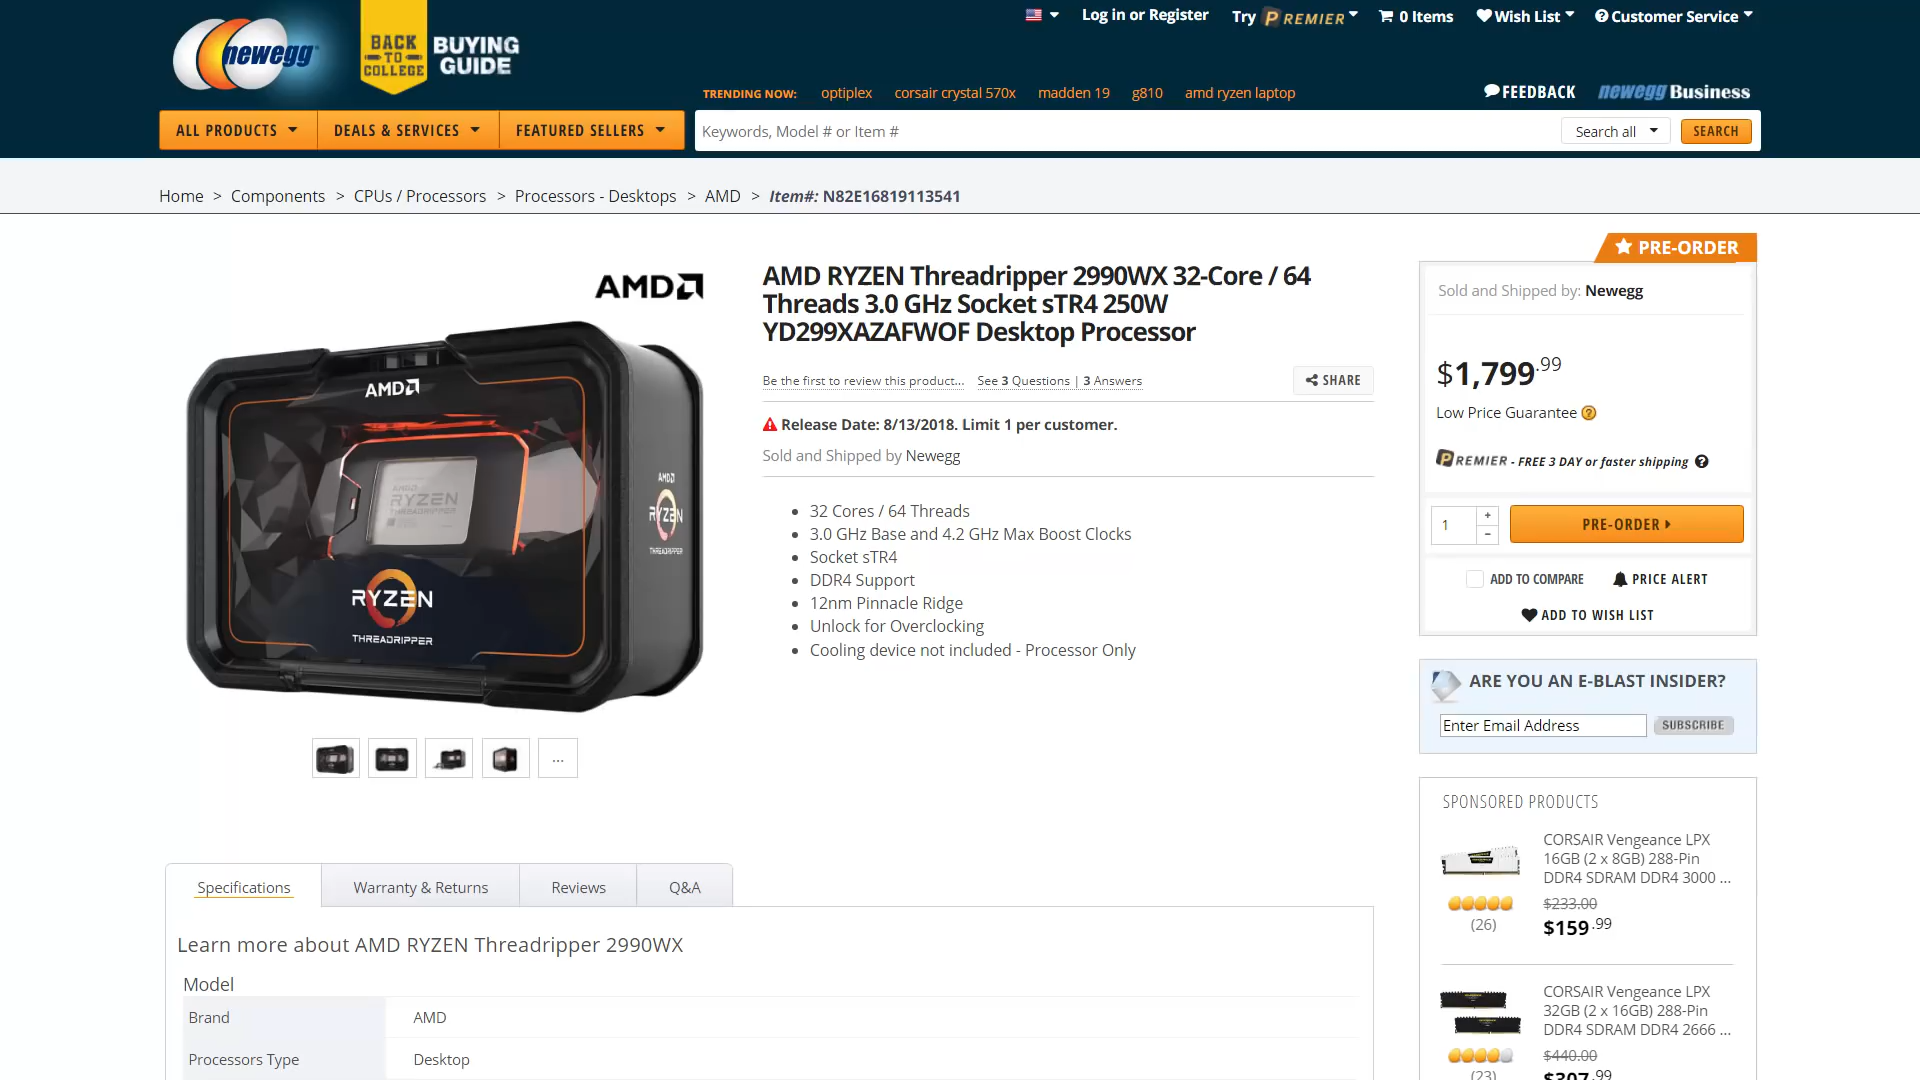 newegg
BACK
TO
COLLEGE
BUYING
GUIDE
Log in or Register
Try PREMIER
0 Items
Wish List
Customer Service
TRENDING NOW:
optiplex
corsair crystal 570x
madden 19
g810
amd ryzen laptop
FEEDBACK
newegg Business
ALL PRODUCTS
DEALS & SERVICES
FEATURED SELLERS
Keywords, Model # or Item #
Search all
SEARCH
Home > Components > CPUs / Processors > Processors - Desktops > AMD > Item#: N82E16819113541
AMD
AMD
RYZEN
THREADRIPPER
AMD
RYZEN
THREADRIPPER
RYZEN
THREADRIPPER
...
AMD RYZEN Threadripper 2990WX 32-Core / 64
Threads 3.0 GHz Socket sTR4 250W
YD299XAZAFWOF Desktop Processor
Be the first to review this product...
See 3 Questions | 3 Answers
SHARE
Release Date: 8/13/2018. Limit 1 per customer.
Sold and Shipped by Newegg
• 32 Cores / 64 Threads
• 3.0 GHz Base and 4.2 GHz Max Boost Clocks
• Socket sTR4
• DDR4 Support
• 12nm Pinnacle Ridge
• Unlock for Overclocking
• Cooling device not included - Processor Only
PRE-ORDER
Sold and Shipped by: Newegg
$1,799.99
Low Price Guarantee ?
PREMIER - FREE 3 DAY or faster shipping ?
1
+
-
PRE-ORDER
ADD TO COMPARE
PRICE ALERT
ADD TO WISH LIST
ARE YOU AN E-BLAST INSIDER?
Enter Email Address
SUBSCRIBE
SPONSORED PRODUCTS
CORSAIR Vengeance LPX
16GB (2 x 8GB) 288-Pin
DDR4 SDRAM DDR4 3000 ...
(26)
$233.00
$159.99
CORSAIR Vengeance LPX
32GB (2 x 16GB) 288-Pin
DDR4 SDRAM DDR4 2666 ...
(23)
$440.00
$307.99
Specifications
Warranty & Returns
Reviews
Q&A
Learn more about AMD RYZEN Threadripper 2990WX
Model
Brand
AMD
Processors Type
Desktop